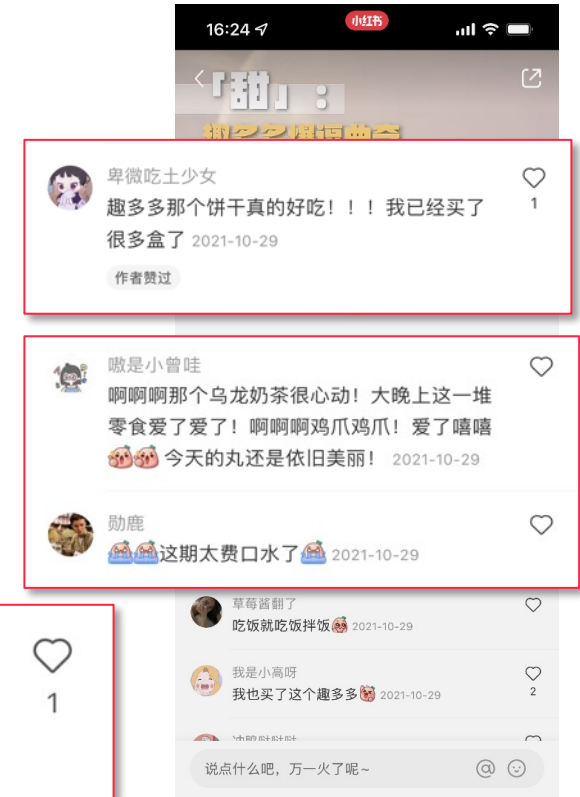 16:24
小红书
「甜」：
卑微吃土少女
趣多多那个饼干真的好吃！！！我已经买了
很多盒了 2021-10-29
1
作者赞过
嗷是小曾哇
啊啊啊那个乌龙奶茶很心动！大晚上这一堆
零食爱了爱了！啊啊啊鸡爪鸡爪！爱了嘻嘻
今天的丸还是依旧美丽！ 2021-10-29
勋鹿
这期太费口水了 2021-10-29
草莓酱翻了
吃饭就吃饭拌饭 2021-10-29
1
我是小高呀
我也买了这个趣多多 2021-10-29
2
说点什么吧，万一火了呢~